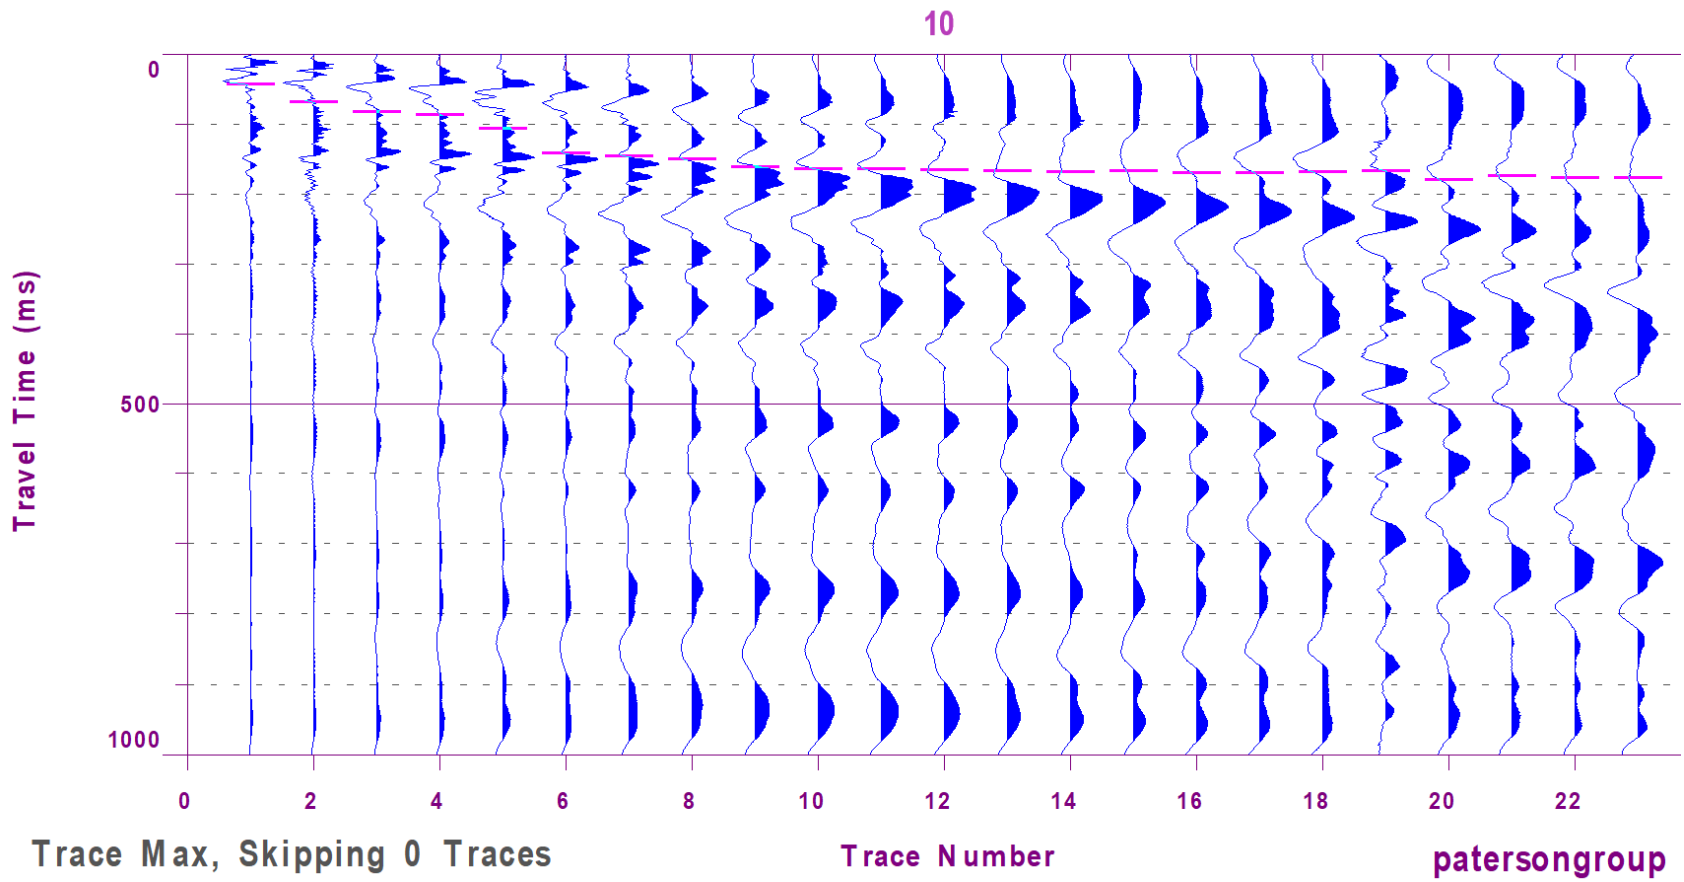 10
0
500
1000
Travel Time (ms)
0 2 4 6 8 10 12 14 16 18 20 22
Trace Max, Skipping 0 Traces
Trace Number
patersongroup